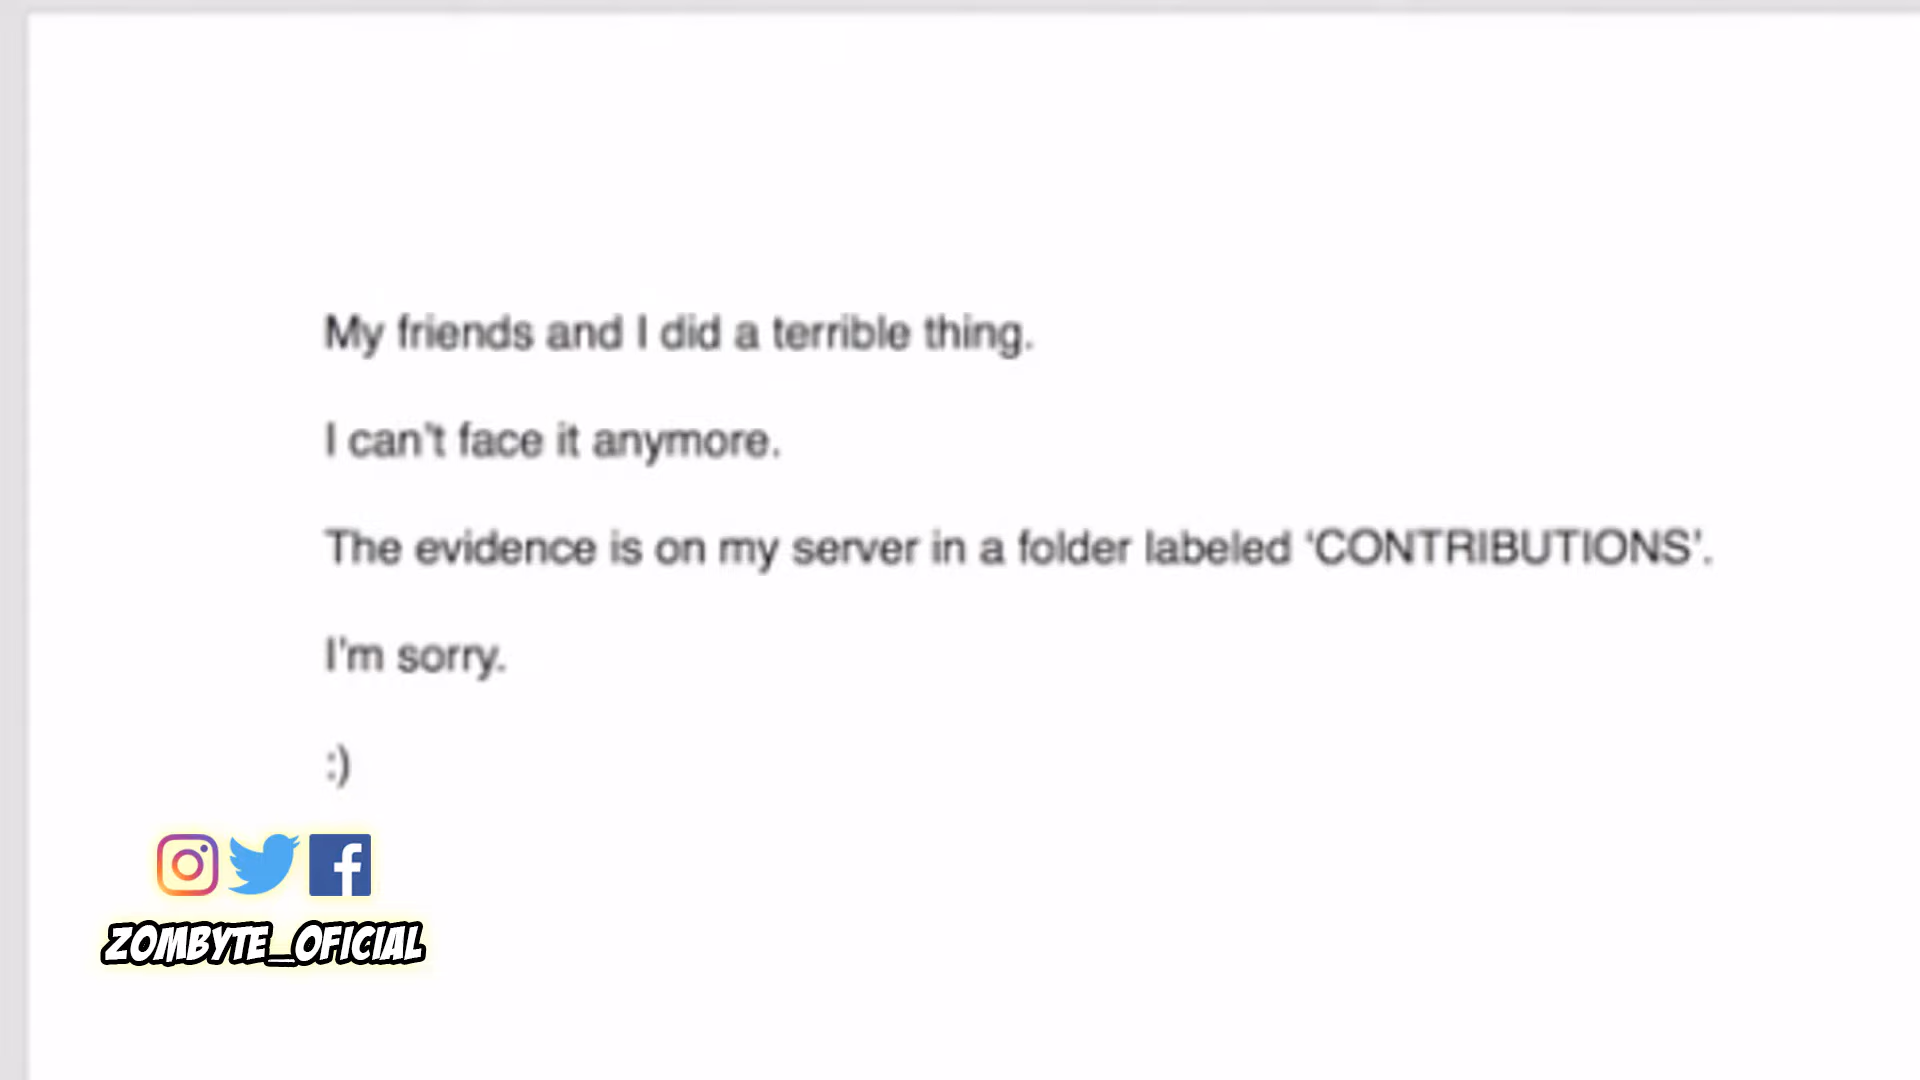 My friends and I did a terrible thing.
I can't face it anymore.
The evidence is on my server in a folder labeled ‘CONTRIBUTIONS’.
I'm sorry.
:)
ZOMBYTE_OFICIAL